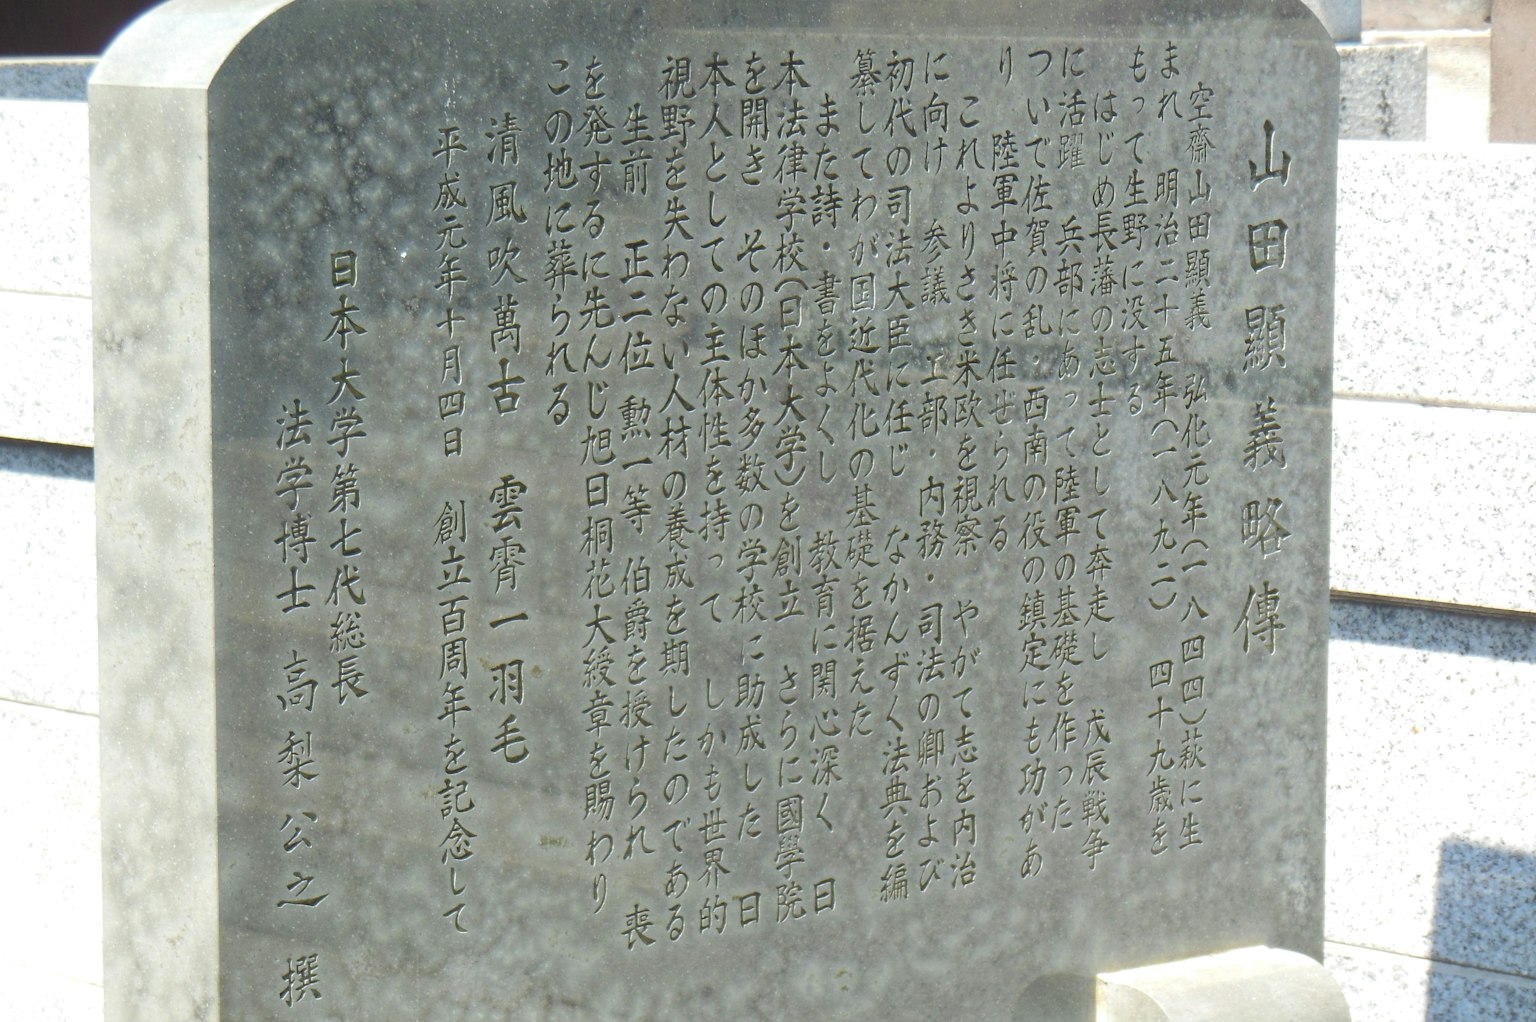 山田顯義略傳
空齋山田顯義　弘化元年(一八四四)萩に生
まれ　明治二十五年(一八九二)　四十九歳を
もって生野に没する
はじめ長藩の志士として奔走し　戊辰戦争
に活躍　兵部にあって陸軍の基礎を作った
ついで佐賀の乱・西南の役の鎮定にも功があ
り　陸軍中将に任ぜられる
これよりさき米欧を視察　やがて志を内治
に向け　参議　工部・内務・司法の卿および
初代の司法大臣に任じ　なかんずく法典を編
纂してわが国近代化の基礎を据えた
また詩・書をよくし　教育に関心深く　日
本法律学校(日本大学)を創立　さらに國學院
を開き　そのほか多数の学校に助成した　日
本人としての主体性を持って　しかも世界的
視野を失わない人材の養成を期したのである
生前　正二位　勲一等　伯爵を授けられ　喪
を発するに先んじ旭日桐花大綬章を賜わり
この地に葬られる
清風吹萬古　雲霄一羽毛
平成元年十月四日　創立百周年を記念して
日本大学第七代総長
法学博士　高梨公之　撰